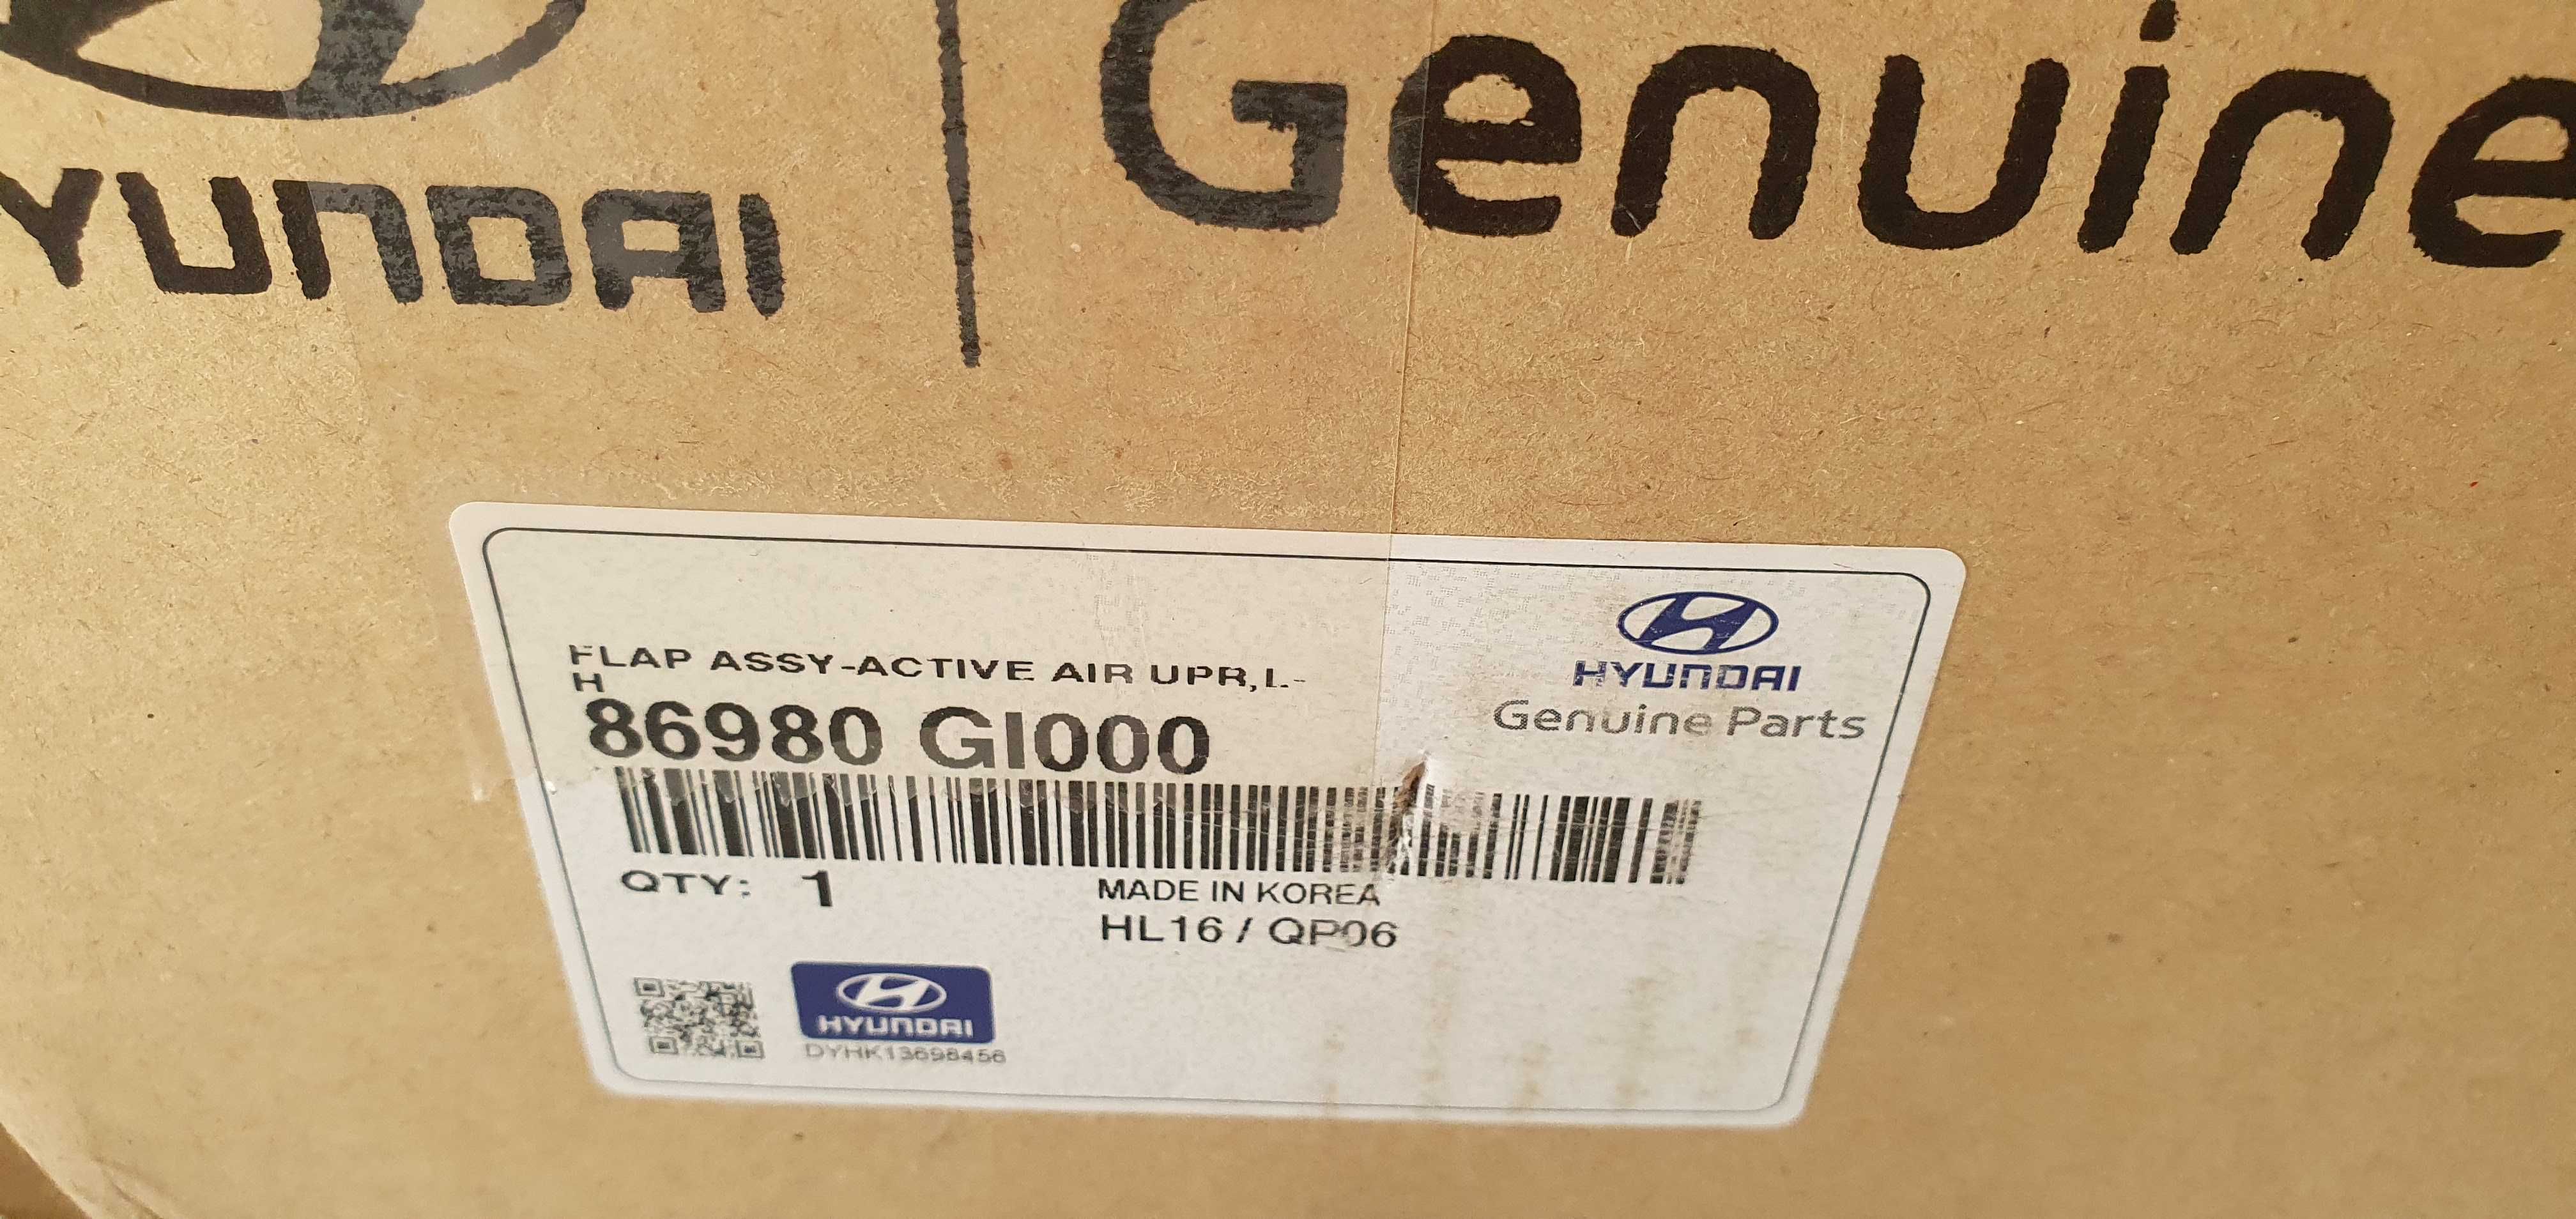 HYUNDAI
Genuine
FLAP ASSY-ACTIVE AIR UPR,L-
H
86980 GI000
HYUNDAI
Genuine Parts
QTY: 1
MADE IN KOREA
HL16 / QP06
HYUNDAI
DYHK13698456